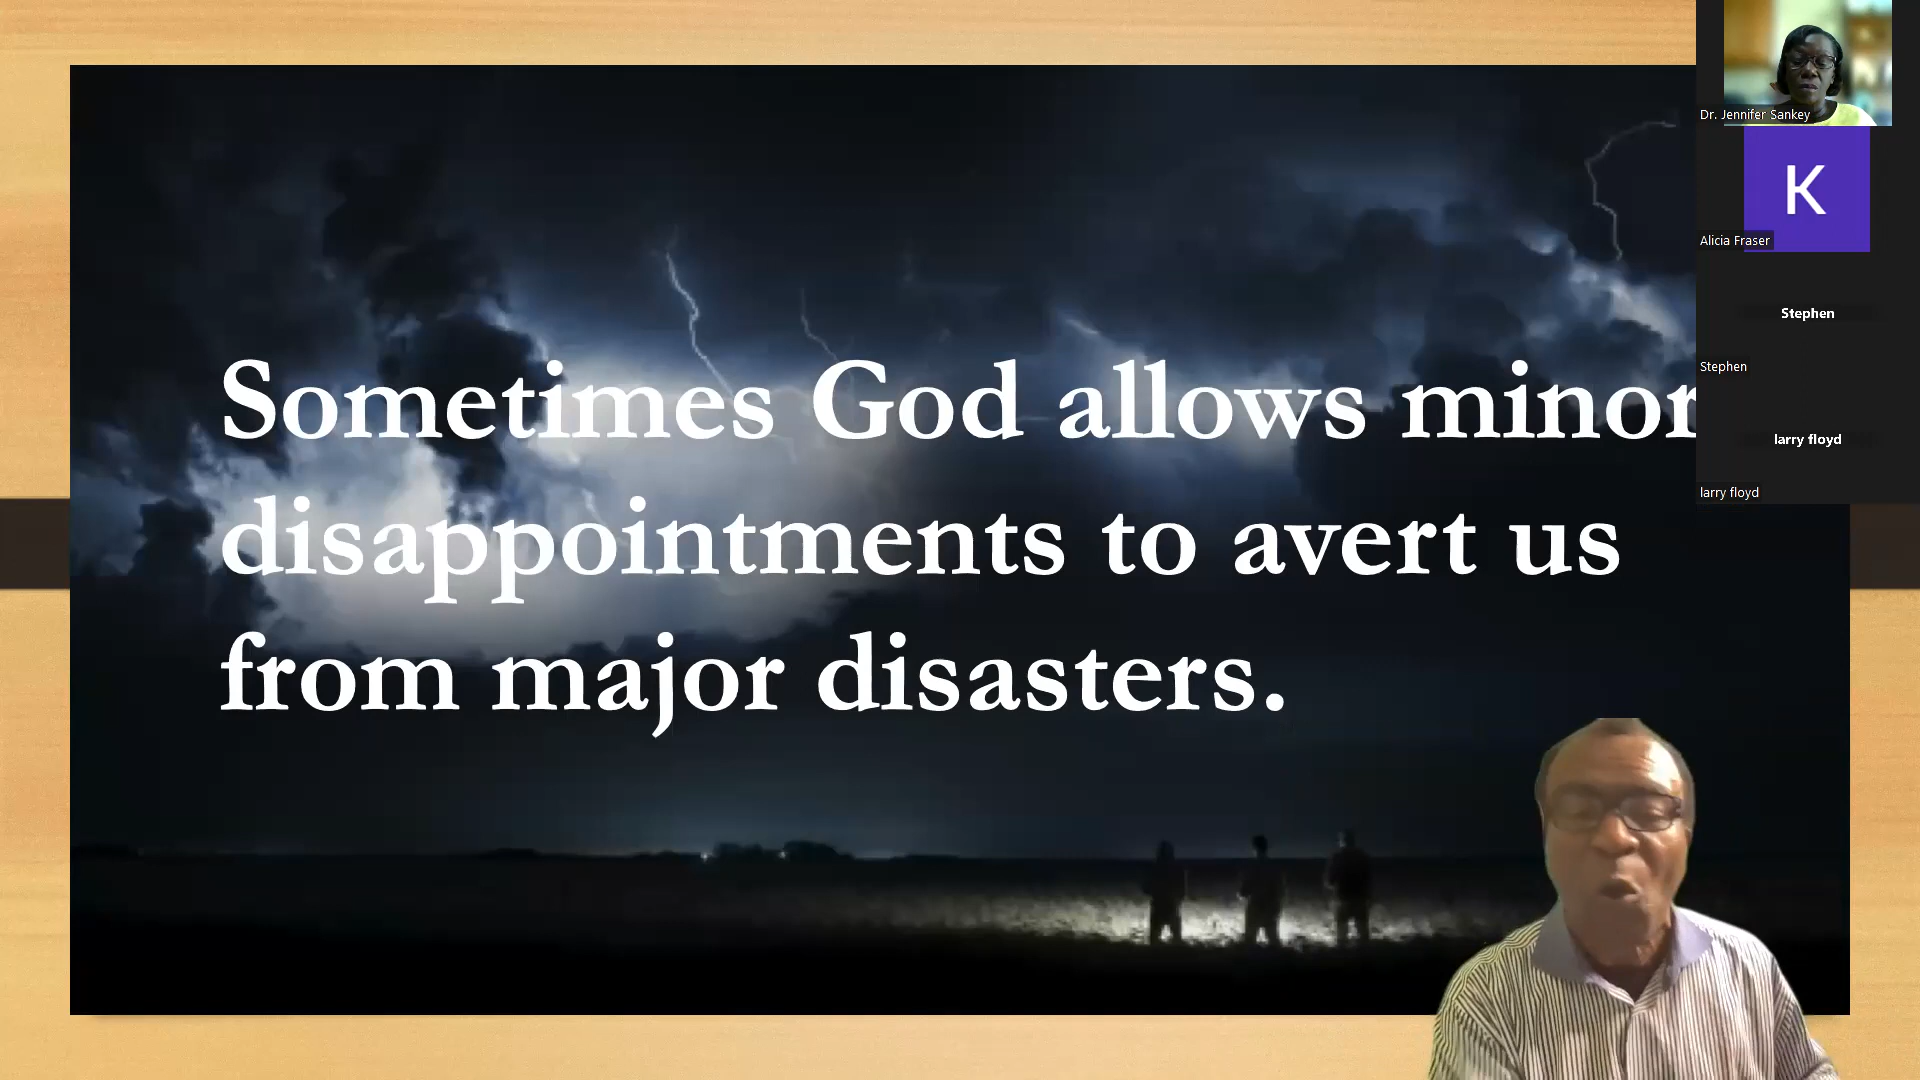 Sometimes God allows minor
disappointments to avert us
from major disasters.
Dr. Jennifer Sankey
K
Alicia Fraser
Stephen
Stephen
larry floyd
larry floyd